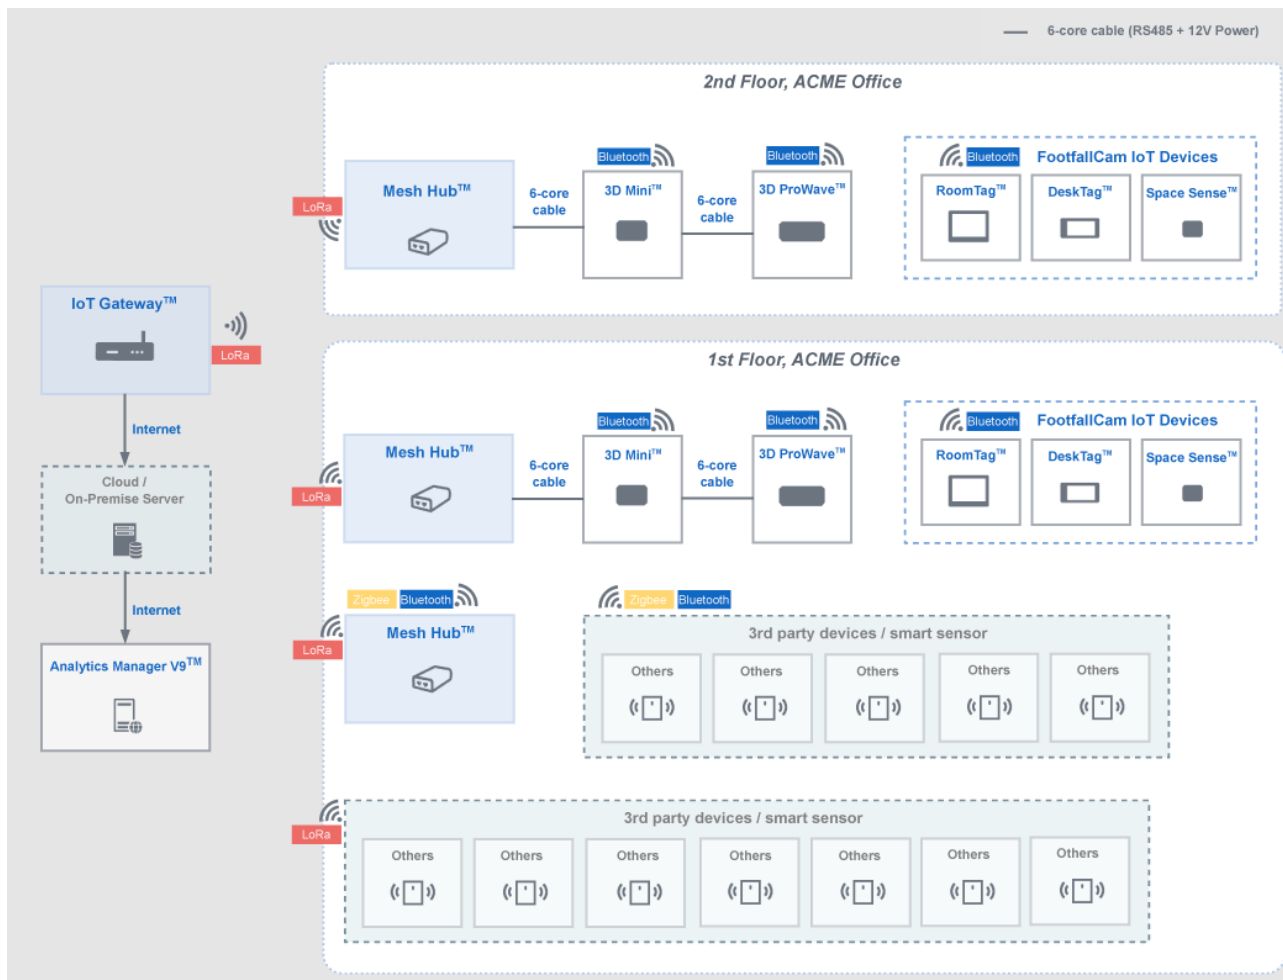 6-core cable (RS485 + 12V Power)
2nd Floor, ACME Office
LoRa
Mesh Hub™
6-core
cable
Bluetooth
3D Mini™
6-core
cable
Bluetooth
3D ProWave™
Bluetooth
FootfallCam IoT Devices
RoomTag™
DeskTag™
Space Sense™
IoT Gateway™
LoRa
Internet
Cloud /
On-Premise Server
Internet
Analytics Manager V9™
1st Floor, ACME Office
LoRa
Mesh Hub™
6-core
cable
Bluetooth
3D Mini™
6-core
cable
Bluetooth
3D ProWave™
Bluetooth
FootfallCam IoT Devices
RoomTag™
DeskTag™
Space Sense™
Zigbee
Bluetooth
LoRa
Mesh Hub™
Zigbee
Bluetooth
3rd party devices / smart sensor
Others
Others
Others
Others
Others
LoRa
3rd party devices / smart sensor
Others
Others
Others
Others
Others
Others
Others